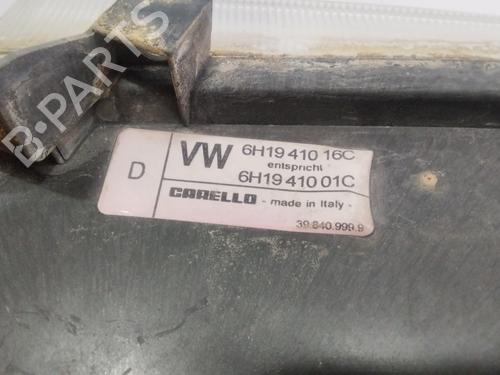 D
VW
6H19 410 16C
entspricht
6H19 410 01C
CARELLO - made in Italy -
39.840.999.9
B-PARTS